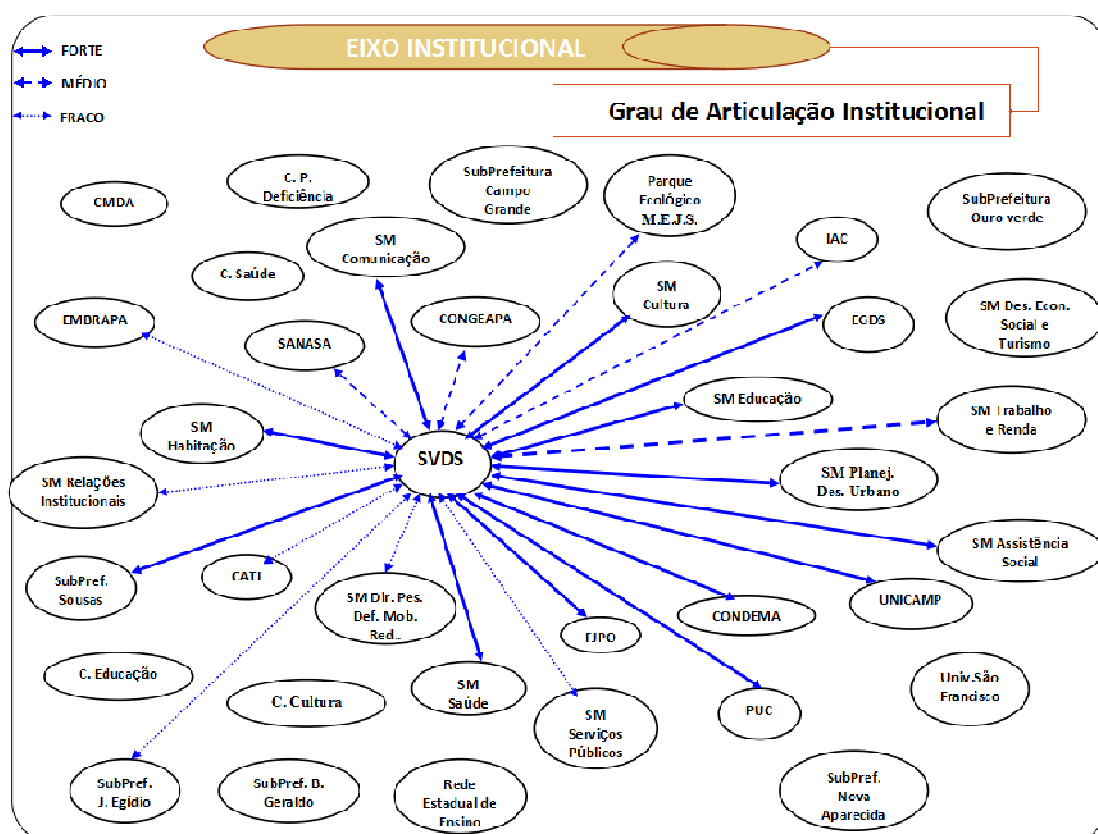 EIXO INSTITUCIONAL
FORTE
MÉDIO
FRACO
Grau de Articulação Institucional
CMDA
C. P.
Deficiência
SubPrefeitura
Campo
Grande
Parque
Ecológico
M.E.J.S.
SubPrefeitura
Ouro verde
IAC
SM
Comunicação
C. Saúde
SM
Cultura
EMBRAPA
SANASA
CONGEAPA
EGDS
SM Des. Econ.
Social e
Turismo
SM Educação
SM Trabalho
e Renda
SM
Habitação
SVDS
SM Relações
Institucionais
SM Planej.
Des. Urbano
SM Assistência
Social
SubPref.
Sousas
CATI
SM Dir. Pes.
Def. Mob.
Red..
FJPO
CONDEMA
UNICAMP
C. Educação
C. Cultura
SM
Saúde
SM
Serviços
Públicos
PUC
Univ.São
Francisco
SubPref.
J. Egidio
SubPref. B.
Geraldo
Rede
Estadual de
Ensino
SubPref.
Nova
Aparecida